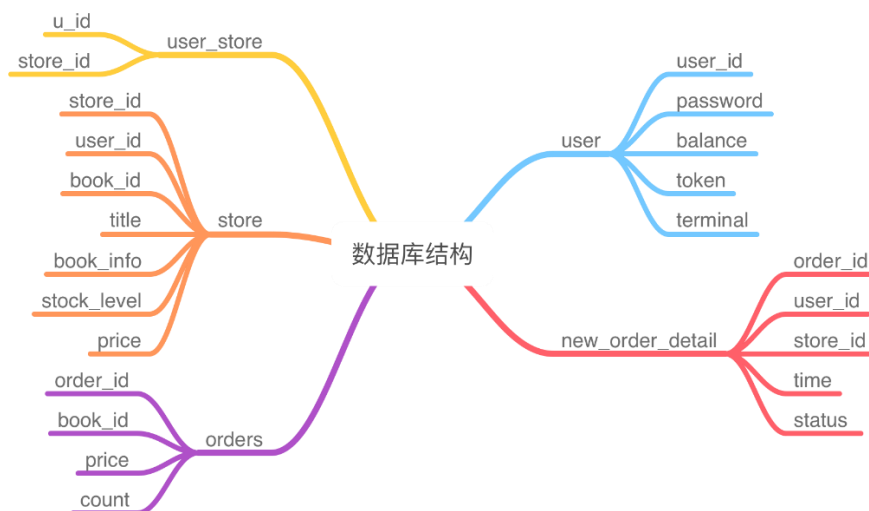 数据库结构
user_store
u_id
store_id
store
store_id
user_id
book_id
title
book_info
stock_level
price
orders
order_id
book_id
price
count
user
user_id
password
balance
token
terminal
new_order_detail
order_id
user_id
store_id
time
status